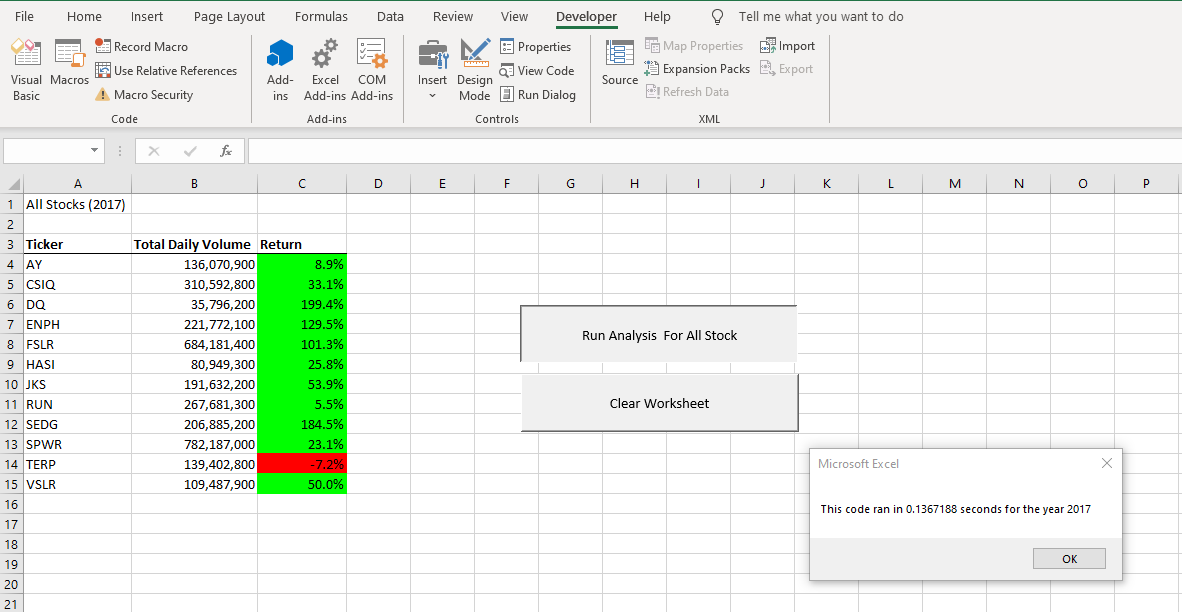 File Home Insert Page Layout Formulas Data Review View Developer Help Tell me what you want to do
Visual Basic
Macros
Record Macro
Use Relative References
Macro Security
Code
Add-ins
Excel Add-ins
COM Add-ins
Add-ins
Insert
Design Mode
Properties
View Code
Run Dialog
Controls
Source
Map Properties
Expansion Packs
Refresh Data
Import
Export
XML
fx
A B C D E F G H I J K L M N O P
1 All Stocks (2017)
2
3 Ticker Total Daily Volume Return
4 AY 136,070,900 8.9%
5 CSIQ 310,592,800 33.1%
6 DQ 35,796,200 199.4%
7 ENPH 221,772,100 129.5%
8 FSLR 684,181,400 101.3%
9 HASI 80,949,300 25.8%
10 JKS 191,632,200 53.9%
11 RUN 267,681,300 5.5%
12 SEDG 206,885,200 184.5%
13 SPWR 782,187,000 23.1%
14 TERP 139,402,800 -7.2%
15 VSLR 109,487,900 50.0%
16
17
18
19
20
21
Run Analysis For All Stock
Clear Worksheet
Microsoft Excel
This code ran in 0.1367188 seconds for the year 2017
OK